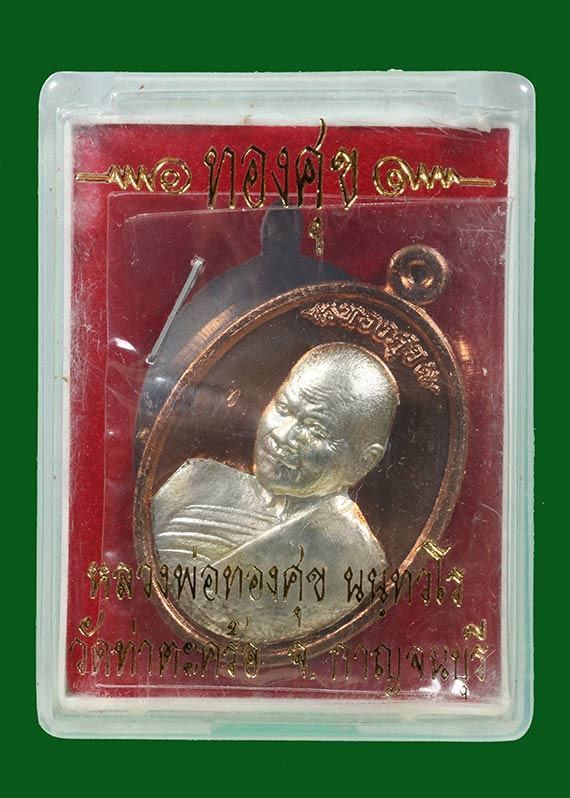 ทองศุข
ทองศุข
หลวงพ่อทองศุข นนฺทวโร
วัดท่าตะคร้อ จ.กาญจนบุรี